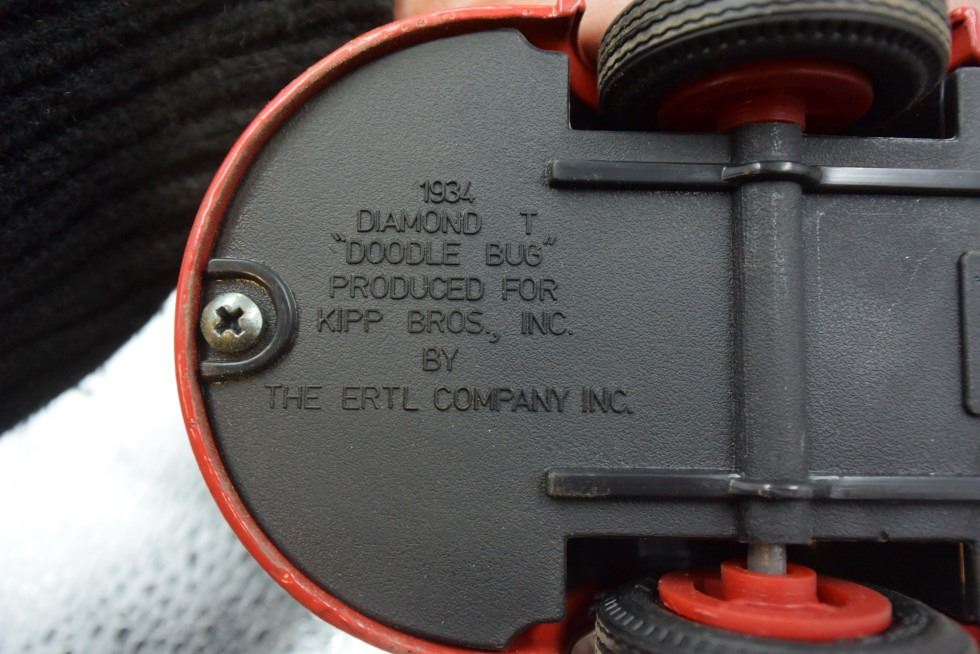 1934
DIAMOND T
"DOODLE BUG"
PRODUCED FOR
KIPP BROS., INC.
BY
THE ERTL COMPANY INC.